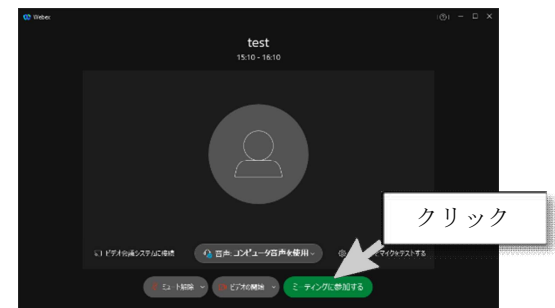 Webex
test
15:10 - 16:10
クリック
ビデオ会議システムに接続
音声: コンピュータ音声を使用
マイクをテストする
ミュート解除
ビデオの開始
ミーティングに参加する